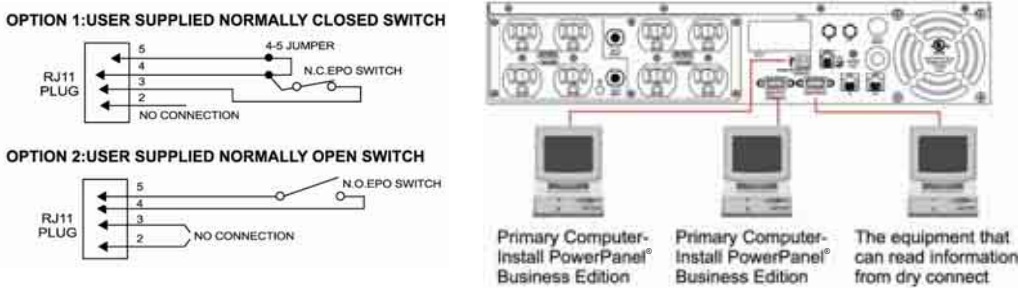 OPTION 1:USER SUPPLIED NORMALLY CLOSED SWITCH
5
4-5 JUMPER
4
N.C.EPO SWITCH
RJ11
PLUG
3
2
NO CONNECTION
OPTION 2:USER SUPPLIED NORMALLY OPEN SWITCH
5
N.O.EPO SWITCH
4
RJ11
PLUG
3
NO CONNECTION
2
Primary Computer-
Install PowerPanel®
Business Edition
Primary Computer-
Install PowerPanel®
Business Edition
The equipment that
can read information
from dry connect